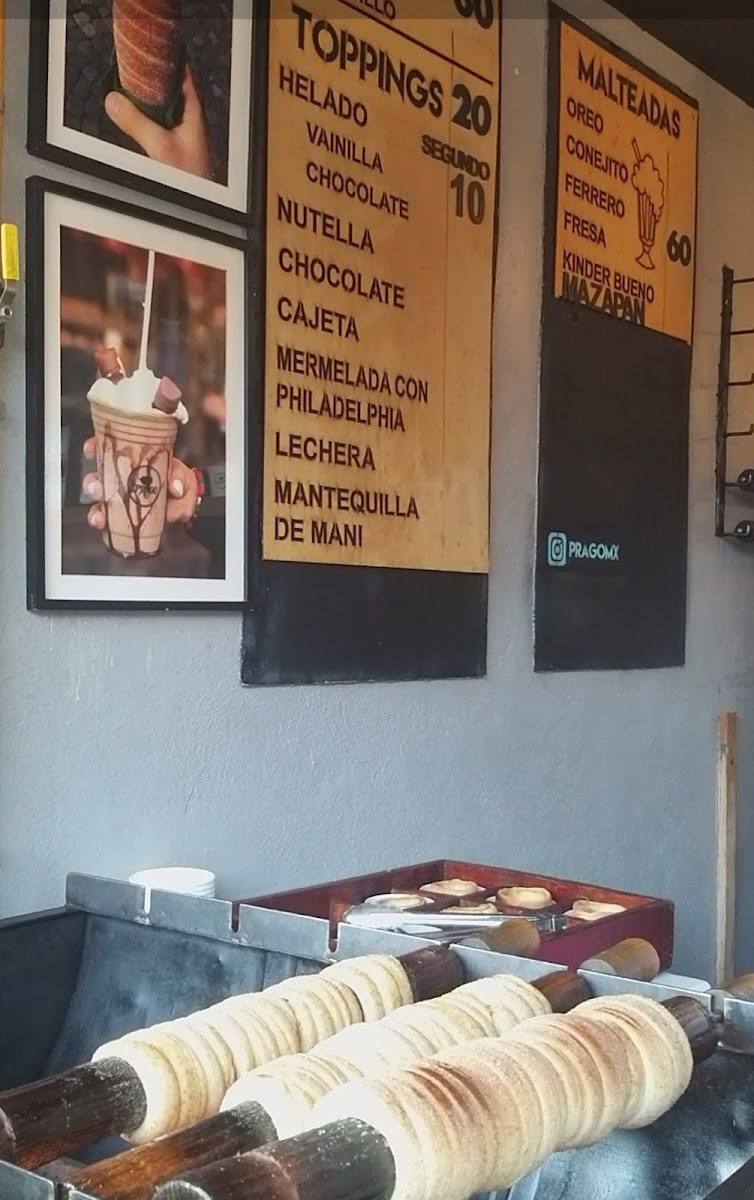 60
TOPPINGS 20
HELADO
SEGUNDO
VAINILLA
10
CHOCOLATE
NUTELLA
CHOCOLATE
CAJETA
MERMELADA CON
PHILADELPHIA
LECHERA
MANTEQUILLA
DE MANI
MALTEADAS
OREO
CONEJITO
FERRERO
FRESA
60
KINDER BUENO
MAZAPAN
PRAGOMX